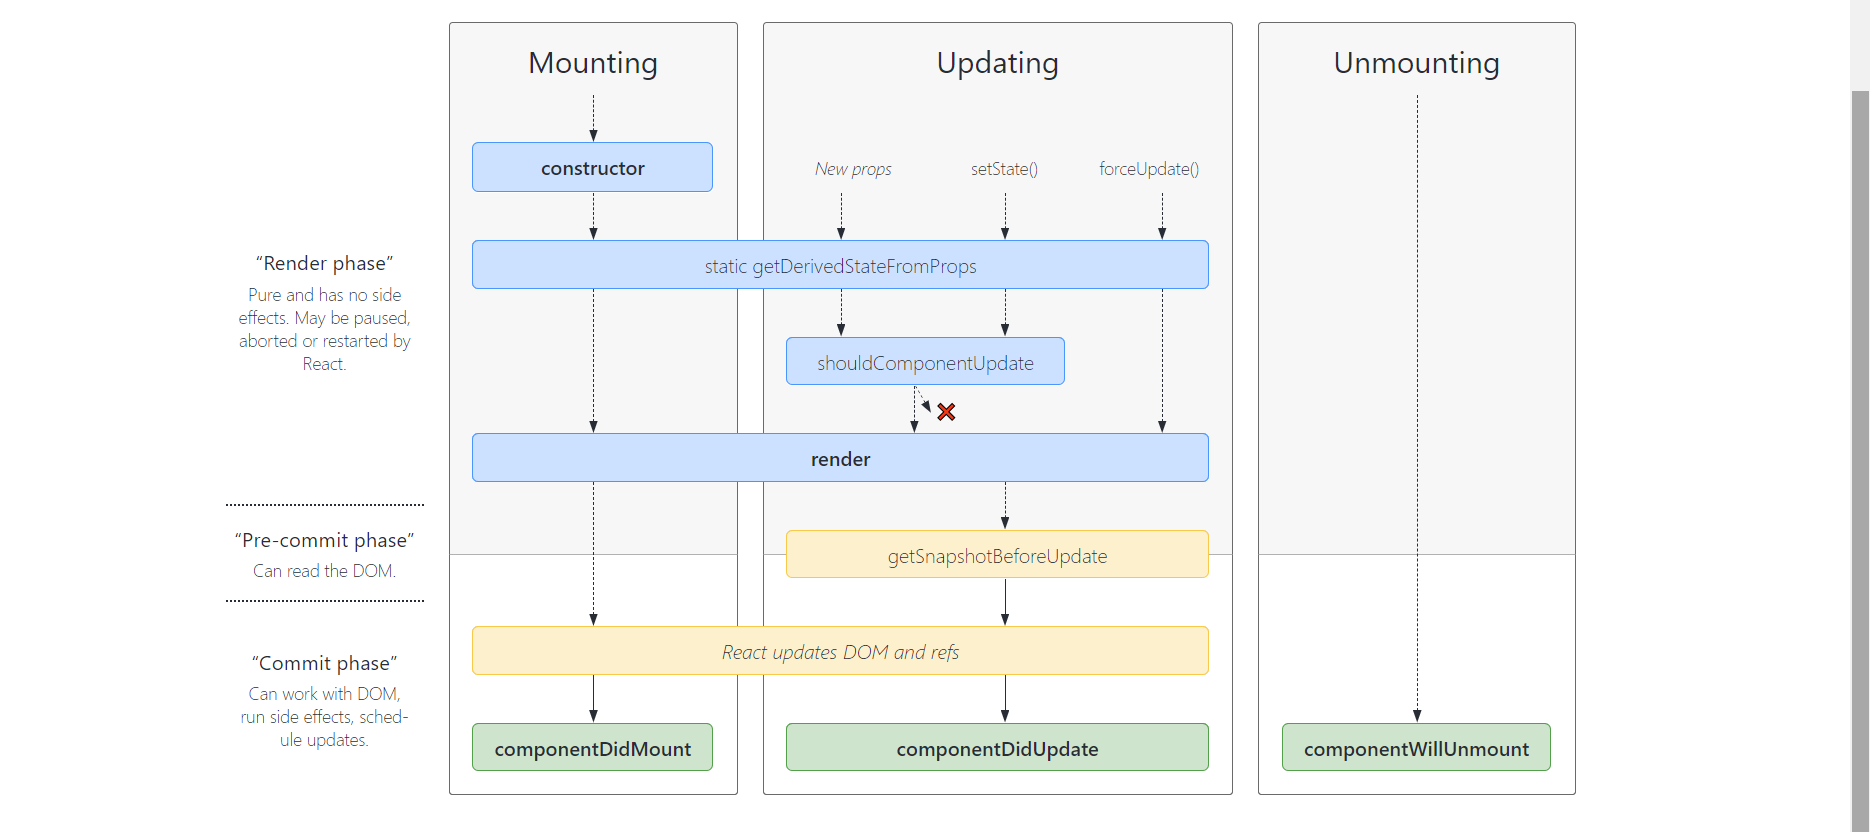 Mounting
Updating
Unmounting
constructor
New props
setState()
forceUpdate()
“Render phase”
Pure and has no side
effects. May be paused,
aborted or restarted by
React.
static getDerivedStateFromProps
shouldComponentUpdate
render
“Pre-commit phase”
Can read the DOM.
getSnapshotBeforeUpdate
“Commit phase”
Can work with DOM,
run side effects, sched-
ule updates.
React updates DOM and refs
componentDidMount
componentDidUpdate
componentWillUnmount